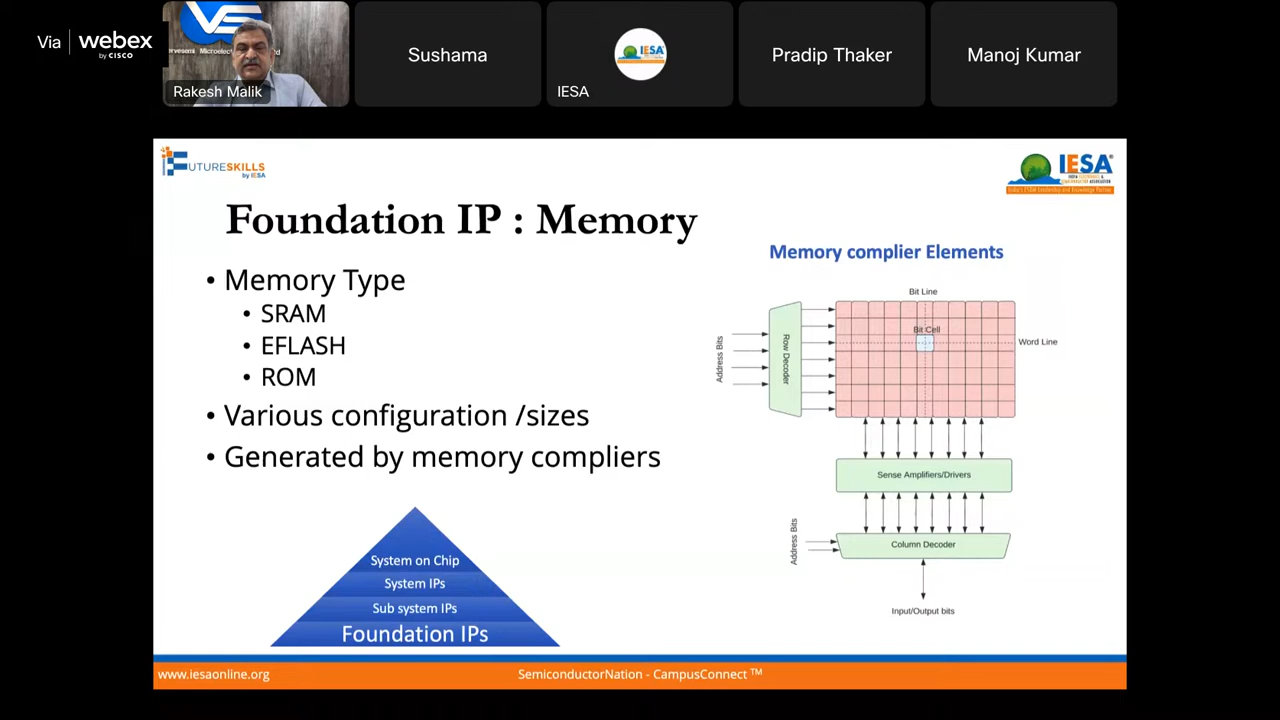 Via webex
by CISCO
Rakesh Malik
Sushama
IESA
IESA
Pradip Thaker
Manoj Kumar
FUTURESKILLS
by IESA
IESA
Foundation IP : Memory
• Memory Type
• SRAM
• EFLASH
• ROM
• Various configuration /sizes
• Generated by memory compliers
System on Chip
System IPs
Sub system IPs
Foundation IPs
Memory complier Elements
Bit Line
Bit Cell
Word Line
Address Bits
Row Decoder
Sense Amplifiers/Drivers
Address Bits
Column Decoder
Input/Output bits
www.iesaonline.org
SemiconductorNation - CampusConnect TM